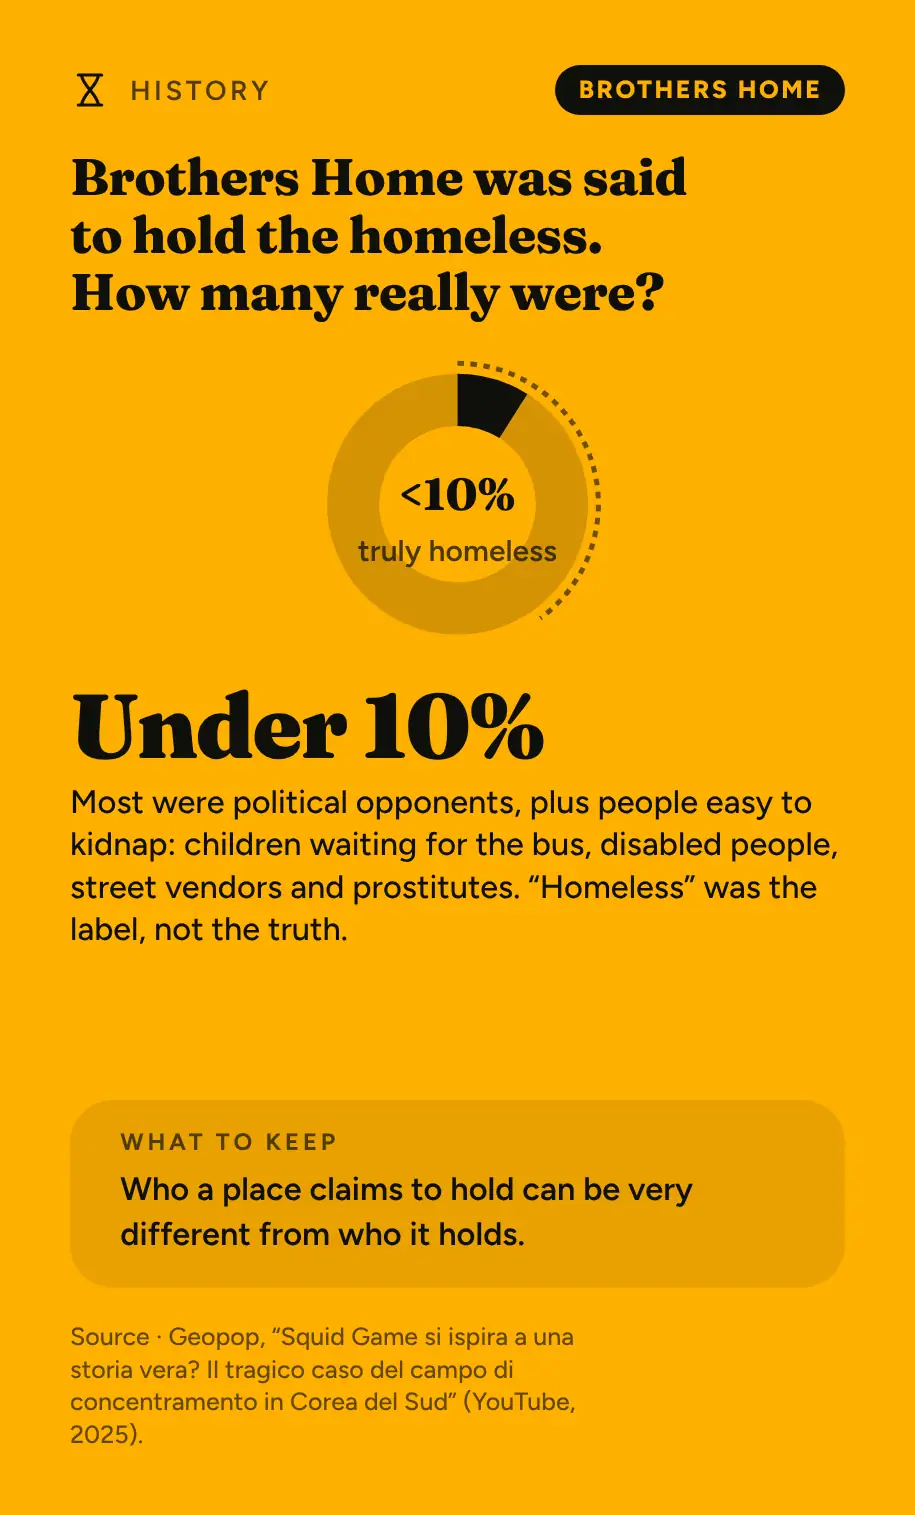 HISTORY
BROTHERS HOME
Brothers Home was said
to hold the homeless.
How many really were?
<10%
truly homeless
Under 10%
Most were political opponents, plus people easy to
kidnap: children waiting for the bus, disabled people,
street vendors and prostitutes. “Homeless” was the
label, not the truth.
WHAT TO KEEP
Who a place claims to hold can be very
different from who it holds.
Source · Geopop, “Squid Game si ispira a una
storia vera? Il tragico caso del campo di
concentramento in Corea del Sud” (YouTube,
2025).